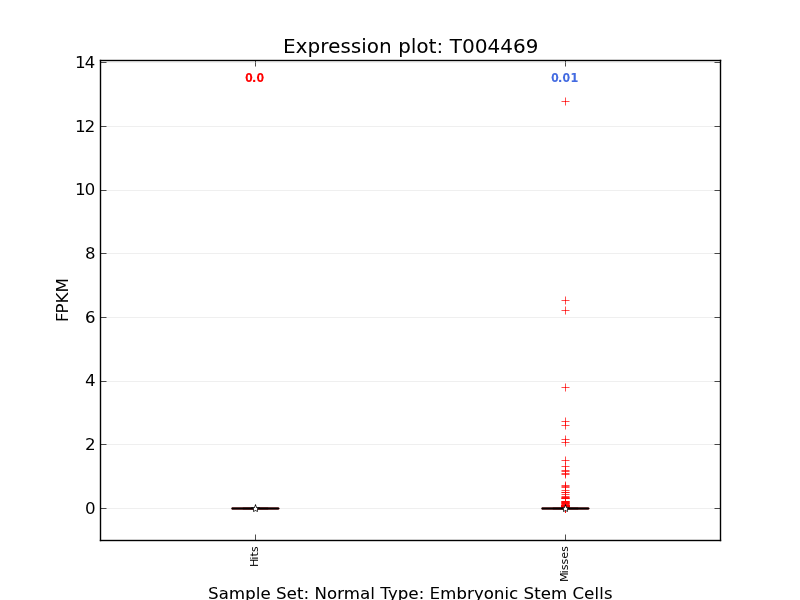 Expression plot: T004469
0.0
0.01
14
12
10
8
6
4
2
0
FPKM
Hits
Misses
Sample Set: Normal Type: Embryonic Stem Cells